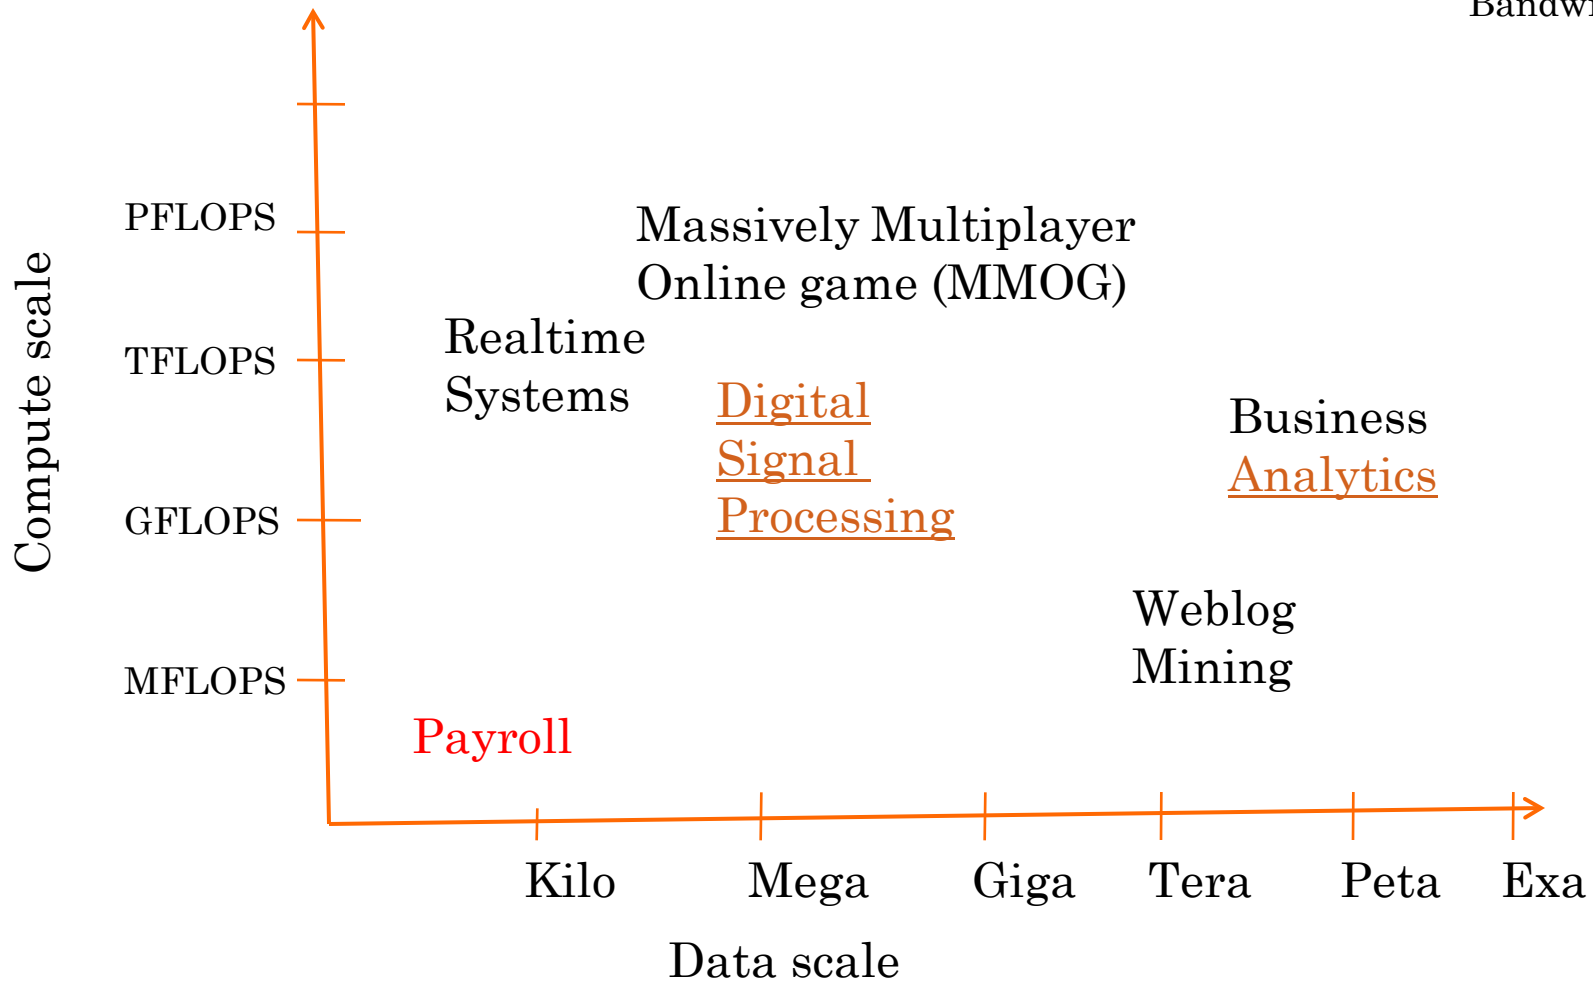 PFLOPS
Massively Multiplayer
Online game (MMOG)
Realtime
Systems
TFLOPS
Digital
Signal
Processing
Business
Analytics
GFLOPS
Weblog
Mining
MFLOPS
Payroll
Compute scale
Kilo Mega Giga Tera Peta Exa
Data scale